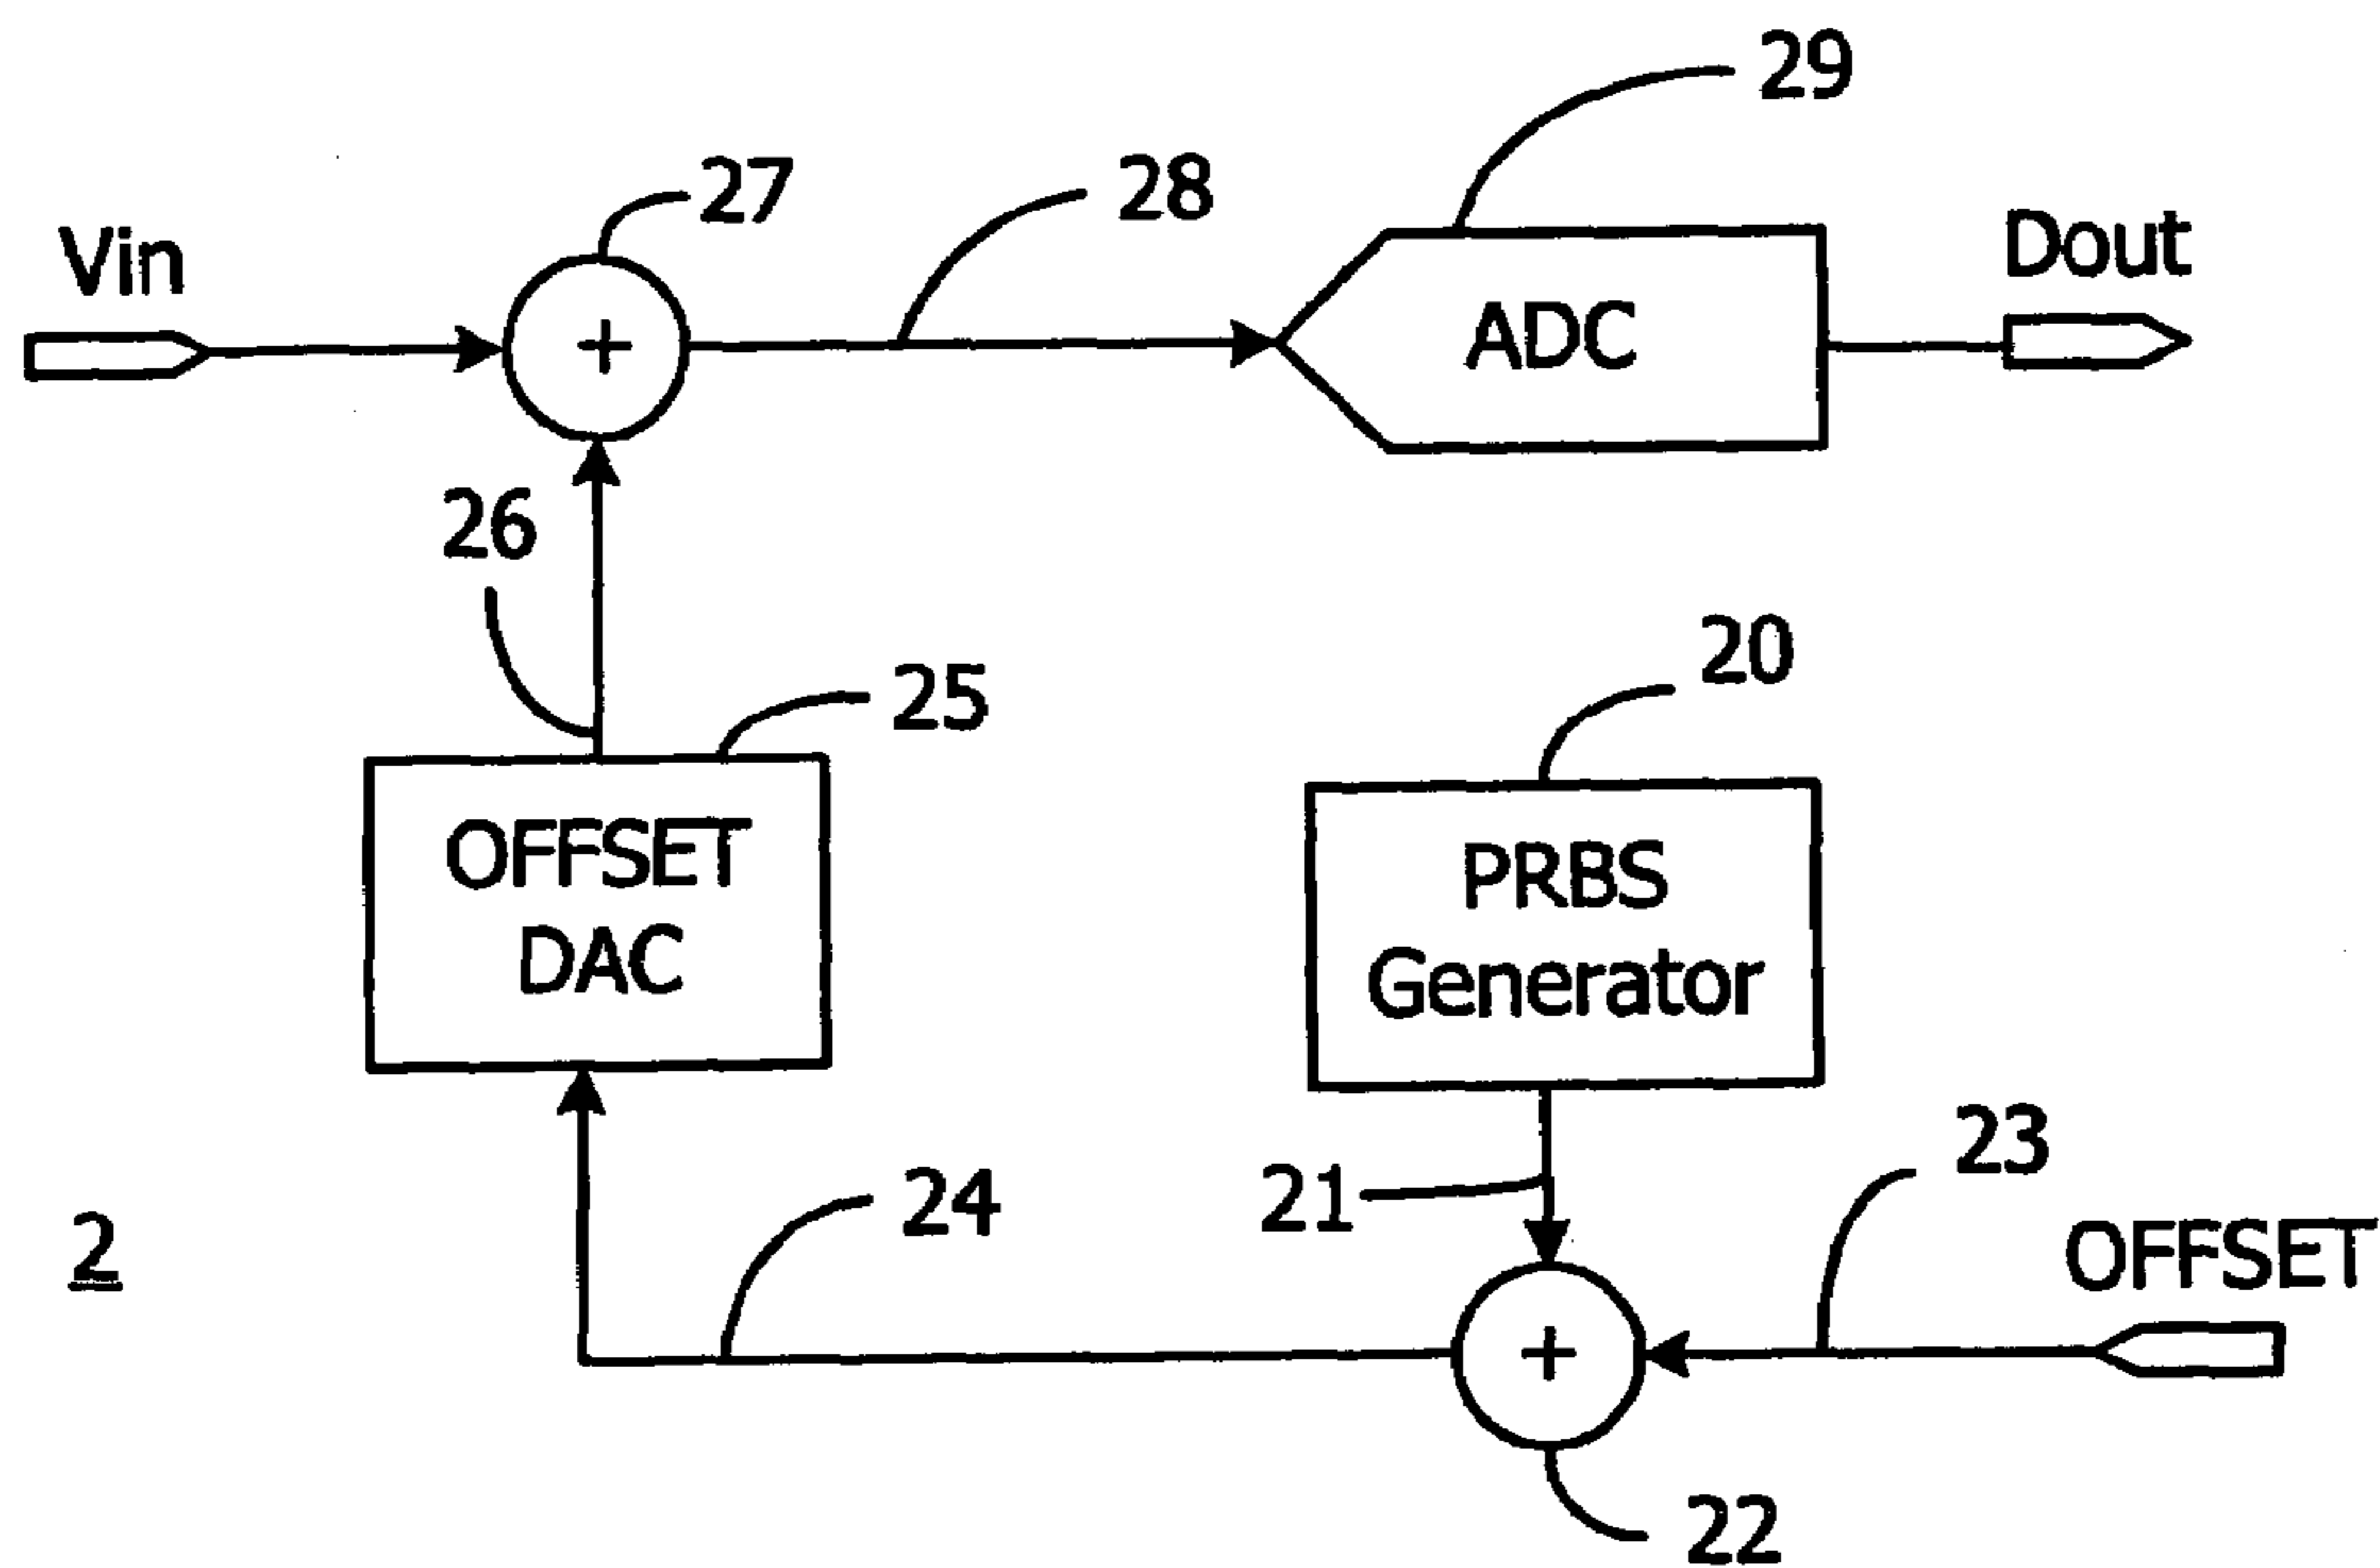 29
27
28
Vin
Dout
ADC
26
20
25
OFFSET
DAC
PRBS
Generator
23
24
21
2
OFFSET
22